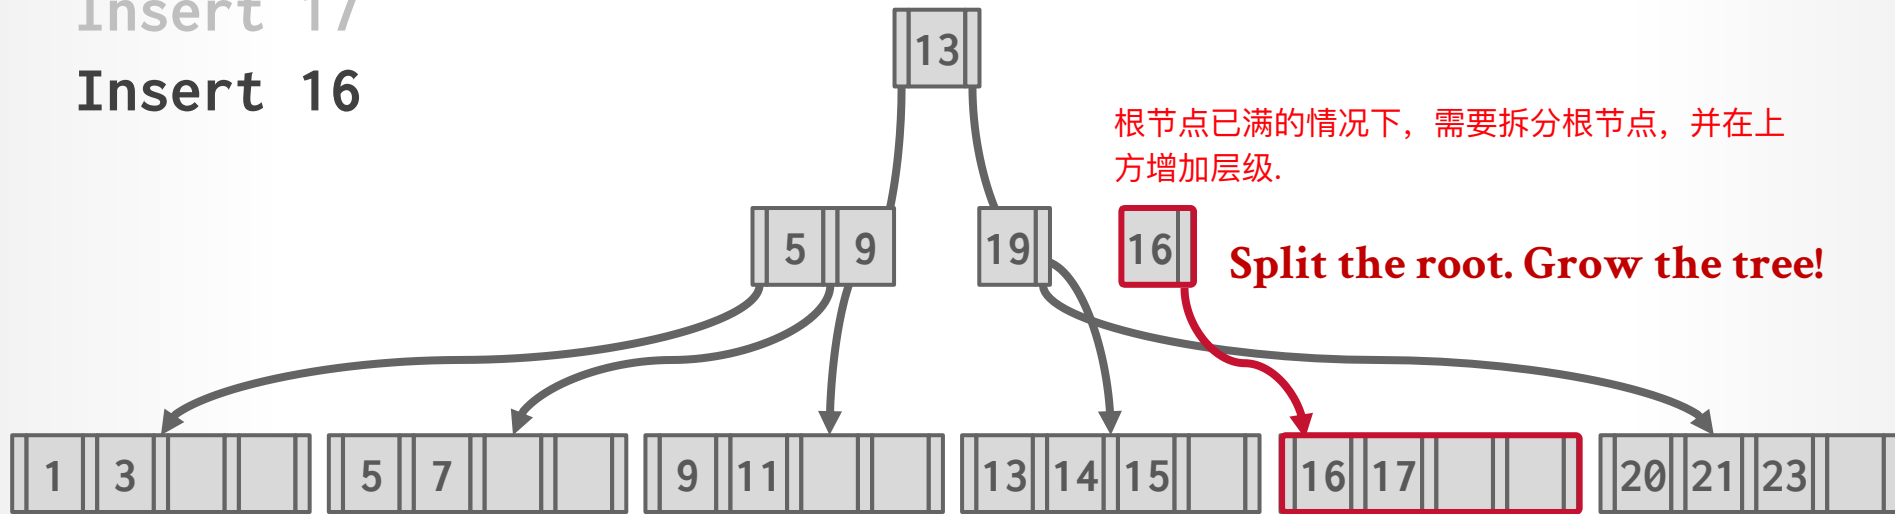 Insert 17
Insert 16
13
根节点已满的情况下，需要拆分根节点，并在上
方增加层级.
5 9 19 16
Split the root. Grow the tree!
1 3 5 7 9 11 13 14 15 16 17 20 21 23